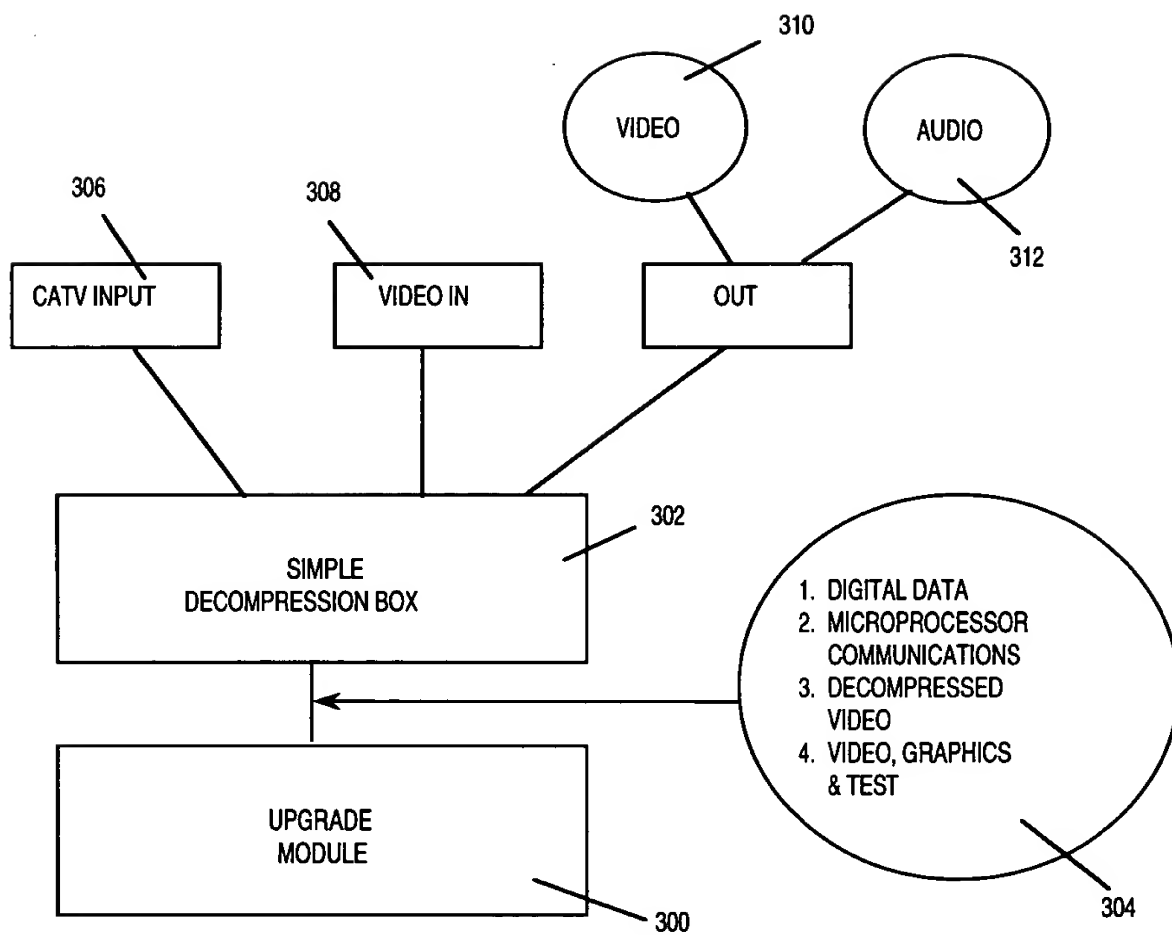 310
VIDEO
AUDIO
306
308
312
CATV INPUT
VIDEO IN
OUT
302
SIMPLE
DECOMPRESSION BOX
1. DIGITAL DATA
2. MICROPROCESSOR
COMMUNICATIONS
3. DECOMPRESSED
VIDEO
4. VIDEO, GRAPHICS
& TEST
UPGRADE
MODULE
300
304